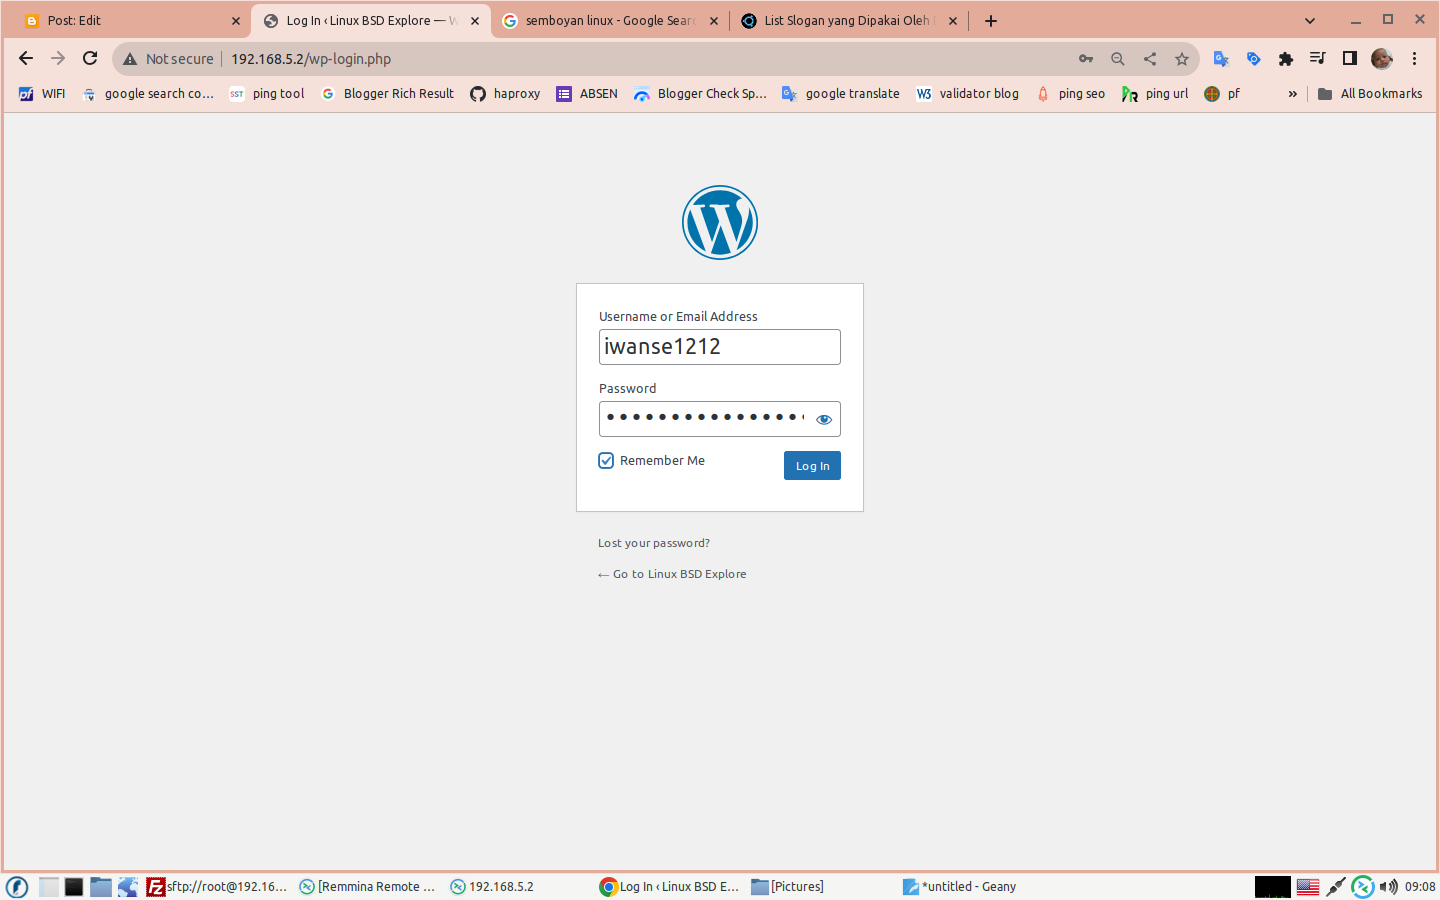 Post: Edit
Log In ‹ Linux BSD Explore — W
semboyan linux - Google Sear
List Slogan yang Dipakai Oleh
Not secure
192.168.5.2/wp-login.php
WIFI
google search co...
SST
ping tool
Blogger Rich Result
haproxy
ABSEN
Blogger Check Sp...
google translate
W3
validator blog
ping seo
ping url
pf
»
All Bookmarks
Username or Email Address
iwanse1212
Password
Remember Me
Log In
Lost your password?
← Go to Linux BSD Explore
sftp://root@192.16...
[Remmina Remote ...
192.168.5.2
Log In ‹ Linux BSD E...
[Pictures]
*untitled - Geany
09:08